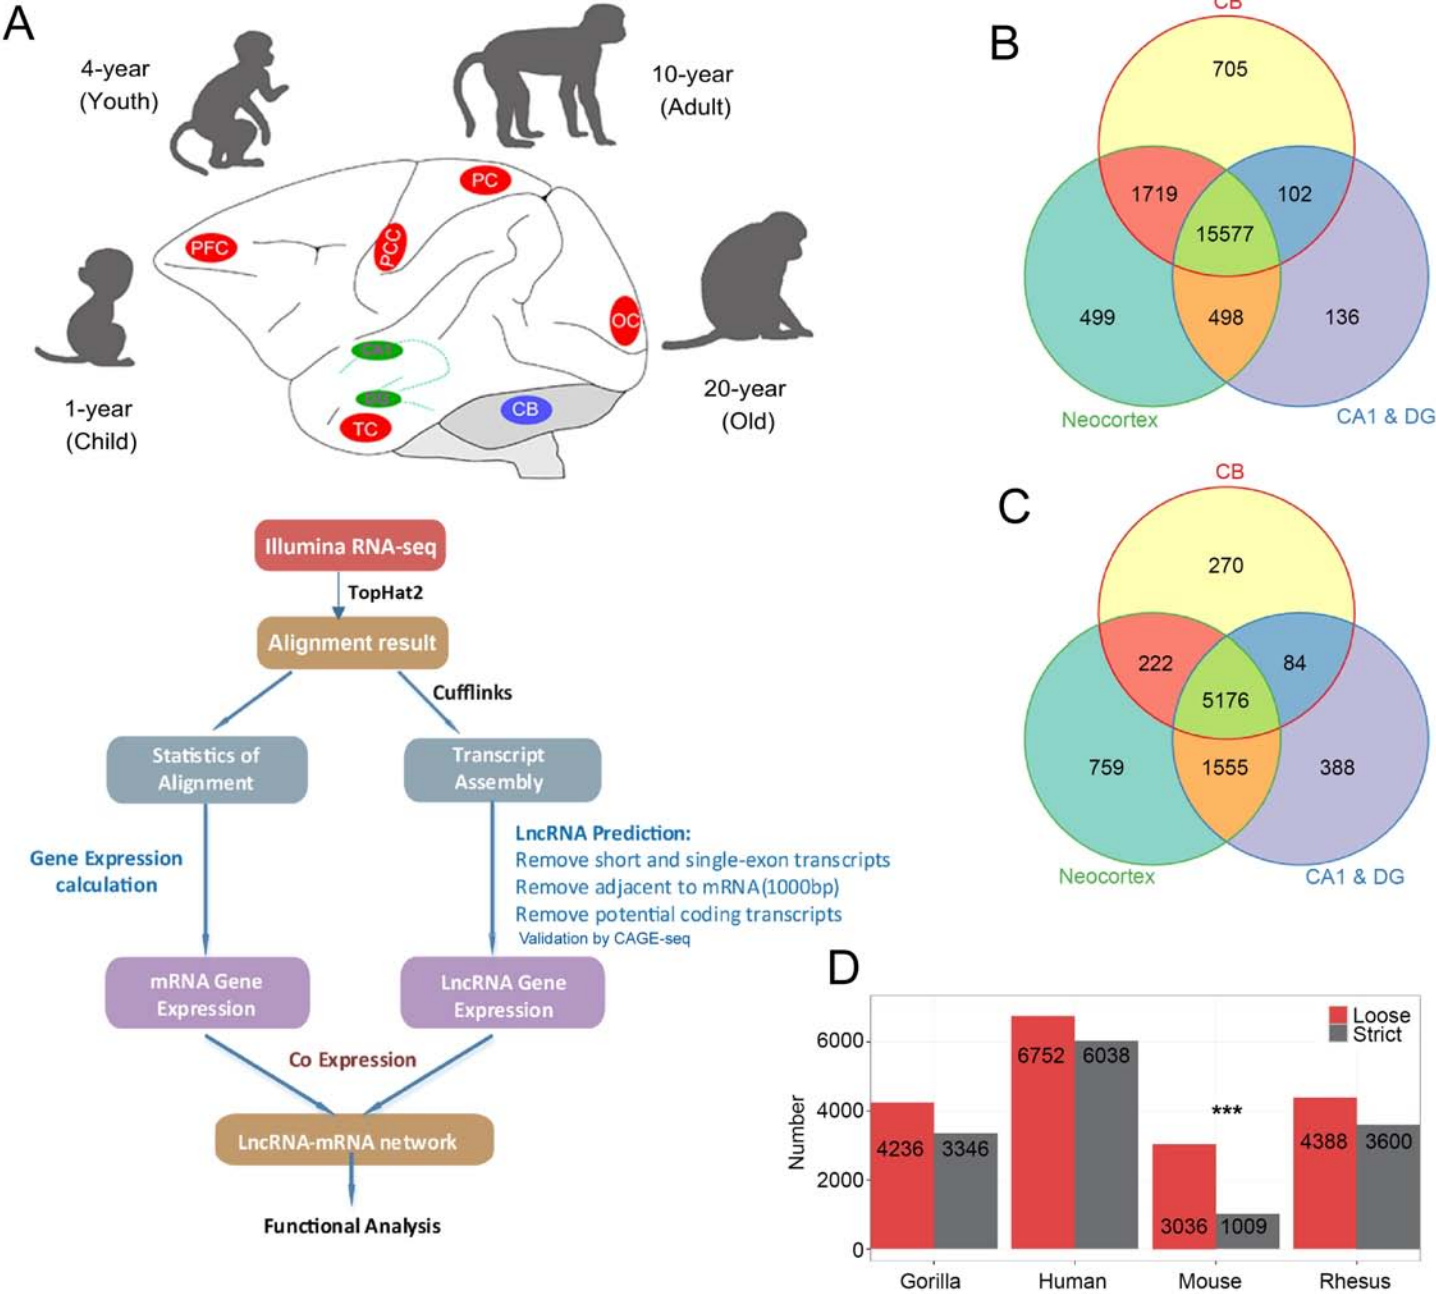 A
4-year
(Youth)
10-year
(Adult)
1-year
(Child)
20-year
(Old)
PFC
PCC
PC
OC
CA1
TC
CB
Illumina RNA-seq
TopHat2
Alignment result
Cufflinks
Statistics of
Alignment
Transcript
Assembly
Gene Expression
calculation
LncRNA Prediction:
Remove short and single-exon transcripts
Remove adjacent to mRNA(1000bp)
Remove potential coding transcripts
Validation by CAGE-seq
mRNA Gene
Expression
LncRNA Gene
Expression
Co Expression
LncRNA-mRNA network
Functional Analysis
B
CB
705
1719
102
15577
499
498
136
Neocortex
CA1 & DG
C
CB
270
222
84
5176
759
1555
388
Neocortex
CA1 & DG
D
Loose
Strict
Number
6000
4000
2000
0
4236
3346
6752
6038
***
3036
1009
4388
3600
Gorilla
Human
Mouse
Rhesus